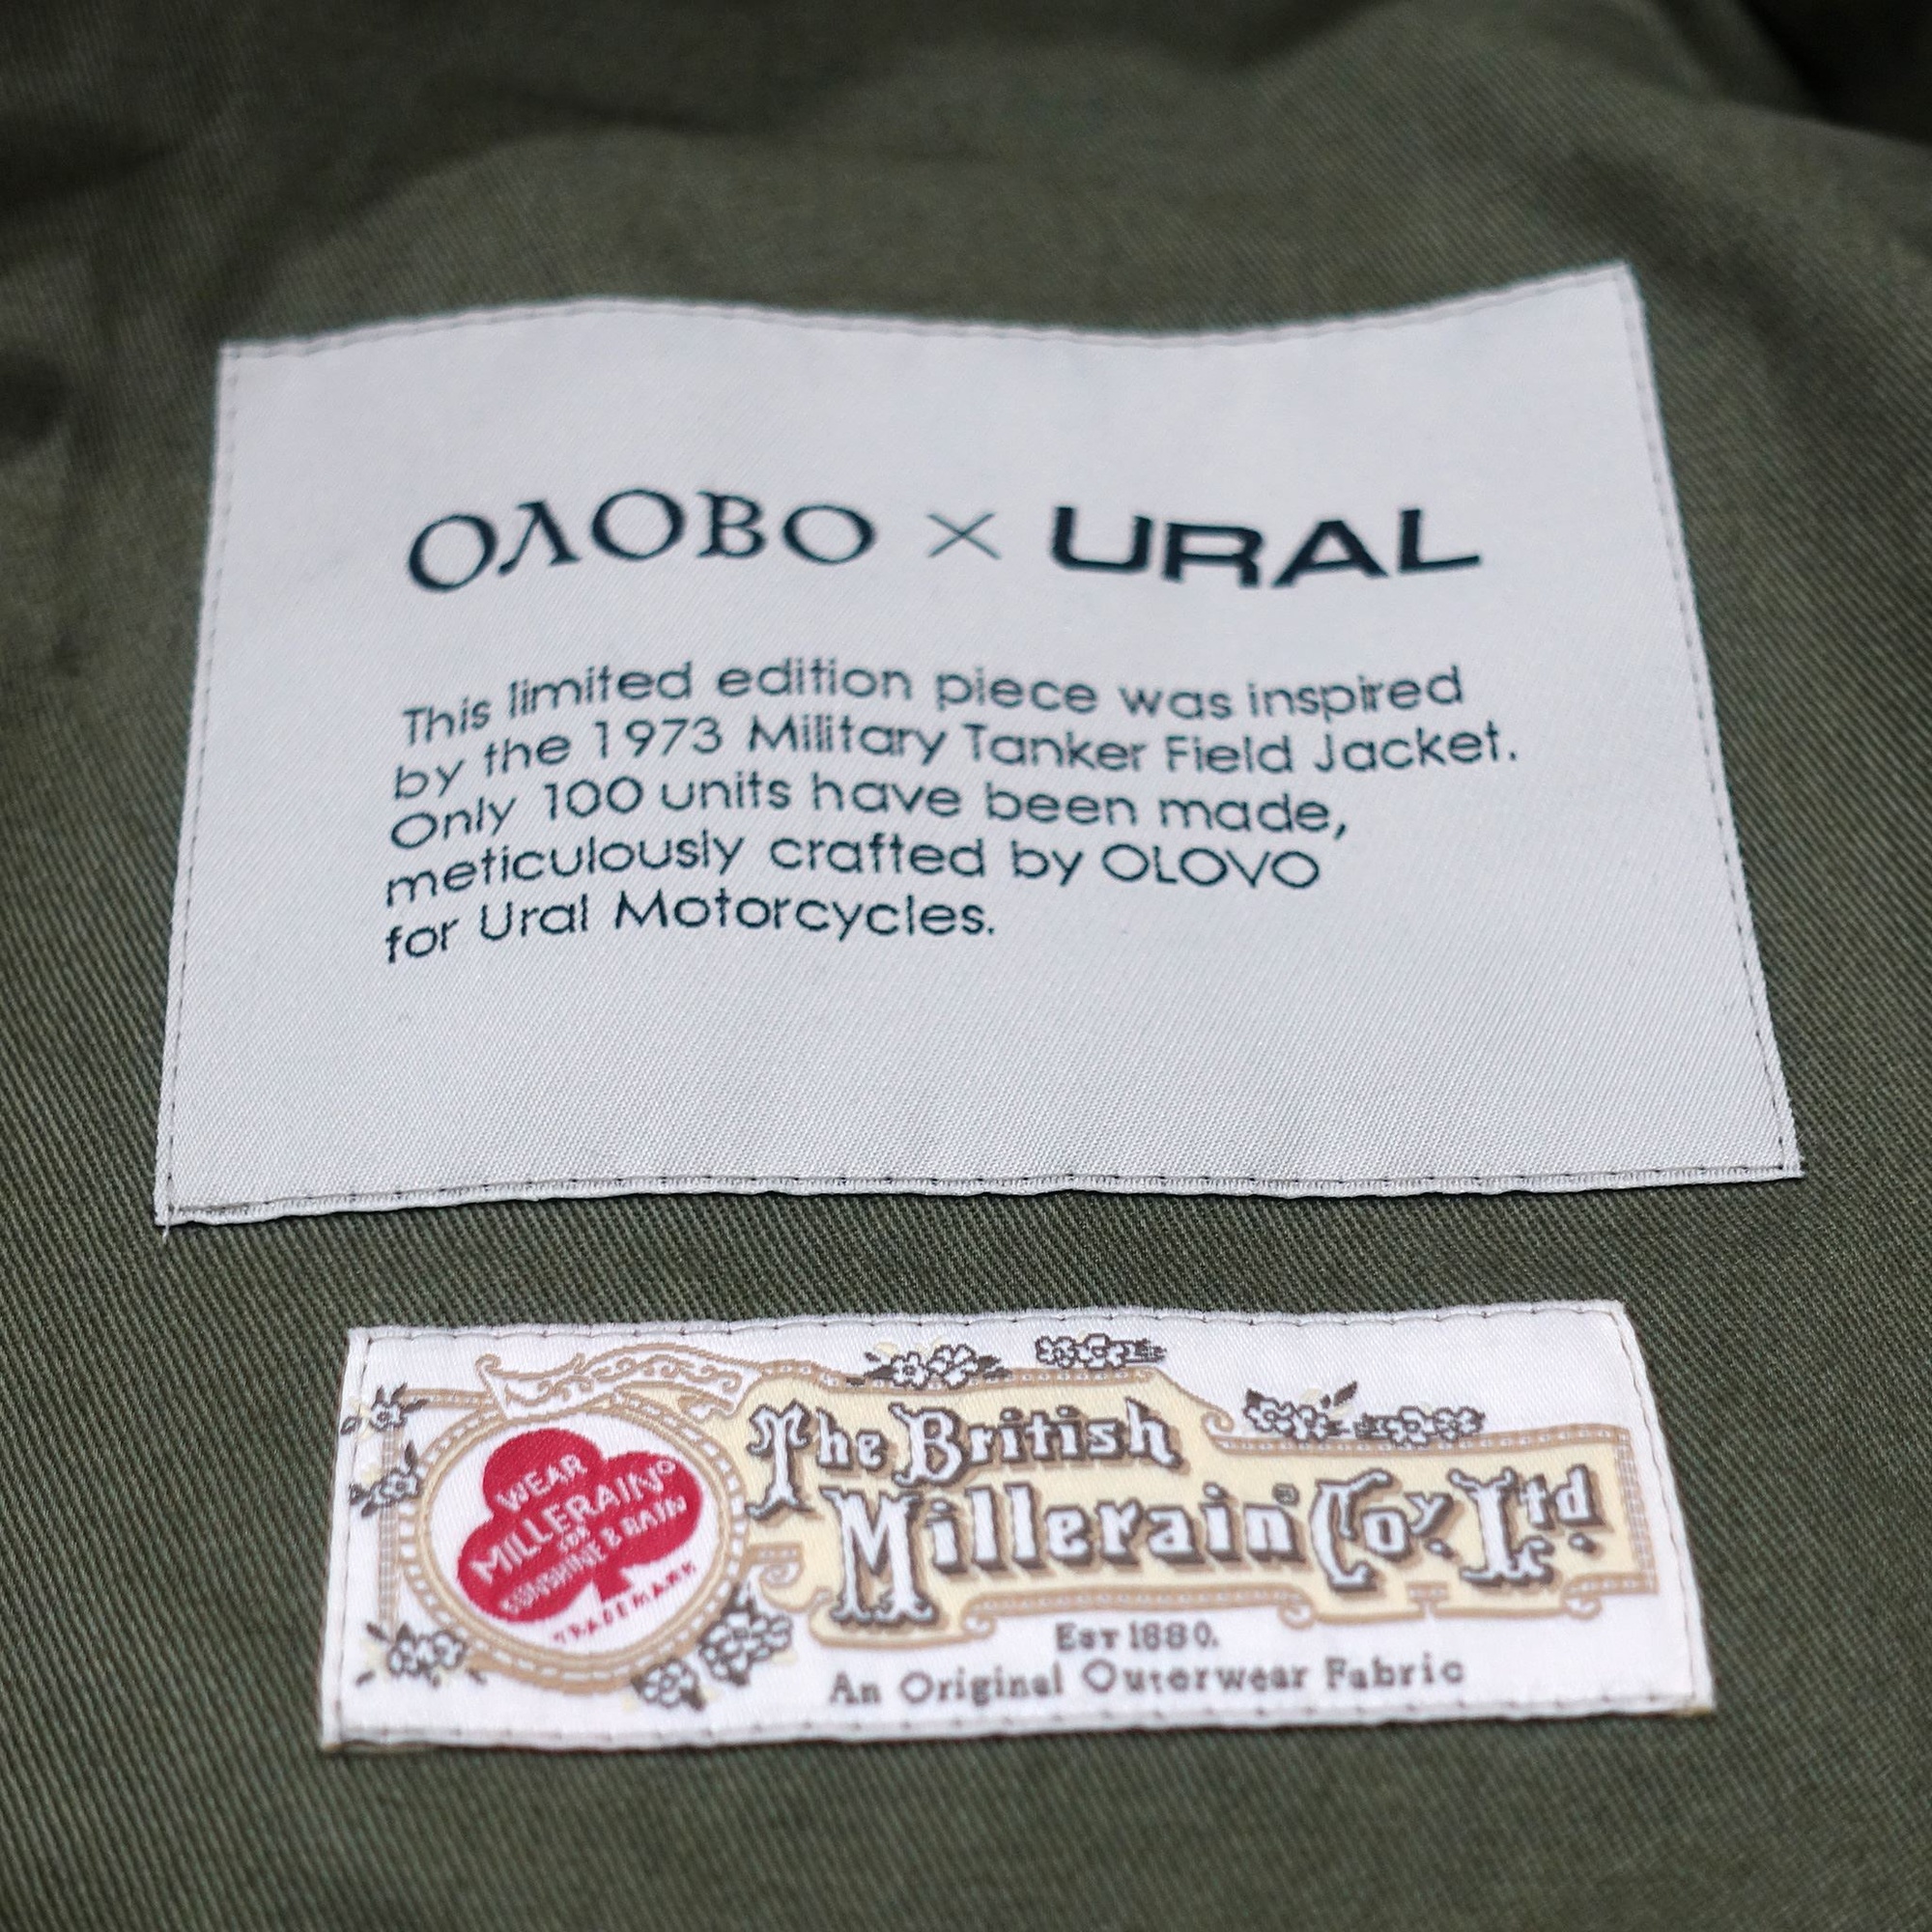 ОЛОВО × URAL
This limited edition piece was inspired
by the 1973 Military Tanker Field Jacket.
Only 100 units have been made,
meticulously crafted by OLOVO
for Ural Motorcycles.
WEAR
MILLERAIN®
FOR
SUNSHINE & RAIN
TRADEMARK
The British
Millerain® Coy. Ltd.
Est 1880.
An Original Outerwear Fabric